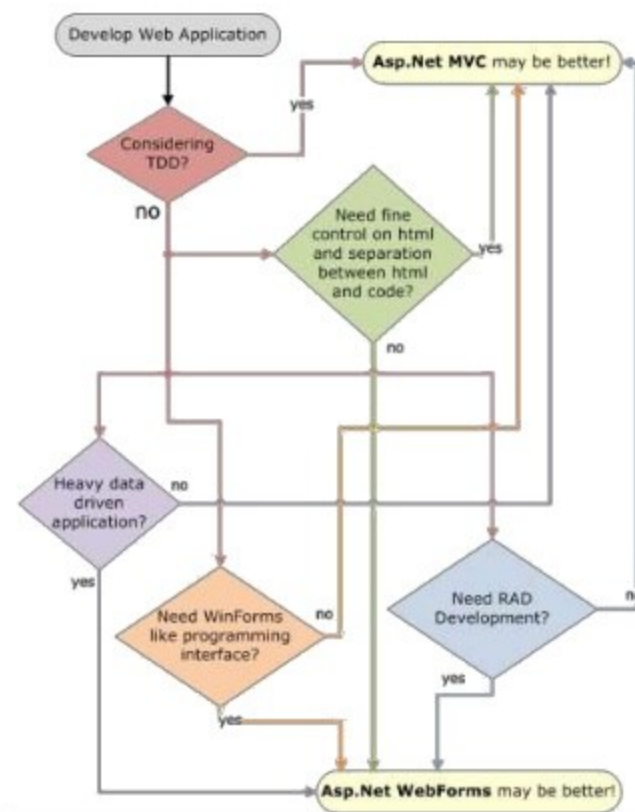 Develop Web Application
Asp.Net MVC may be better!
yes
Considering
TDD?
no
Need fine
control on html
and separation
between html
and code?
yes
no
Heavy data
driven
application?
no
yes
Need WinForms
like programming
interface?
no
yes
Need RAD
Development?
yes
Asp.Net WebForms may be better!